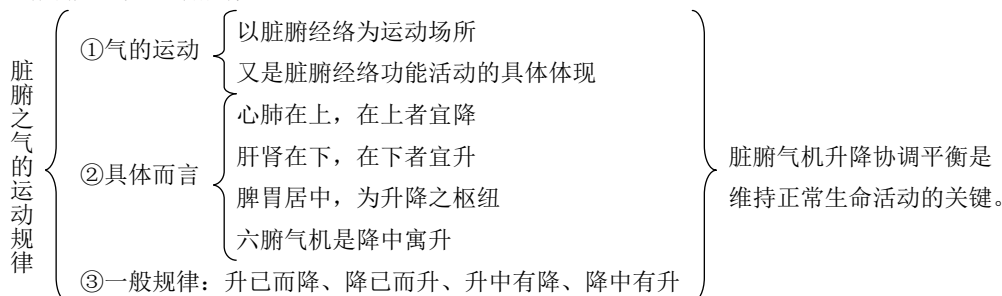 脏腑之气的运动规律
①气的运动
以脏腑经络为运动场所
又是脏腑经络功能活动的具体体现
②具体而言
心肺在上，在上者宜降
肝肾在下，在下者宜升
脾胃居中，为升降之枢纽
六腑气机是降中寓升
③一般规律：升已而降、降已而升、升中有降、降中有升
脏腑气机升降协调平衡是
维持正常生命活动的关键。